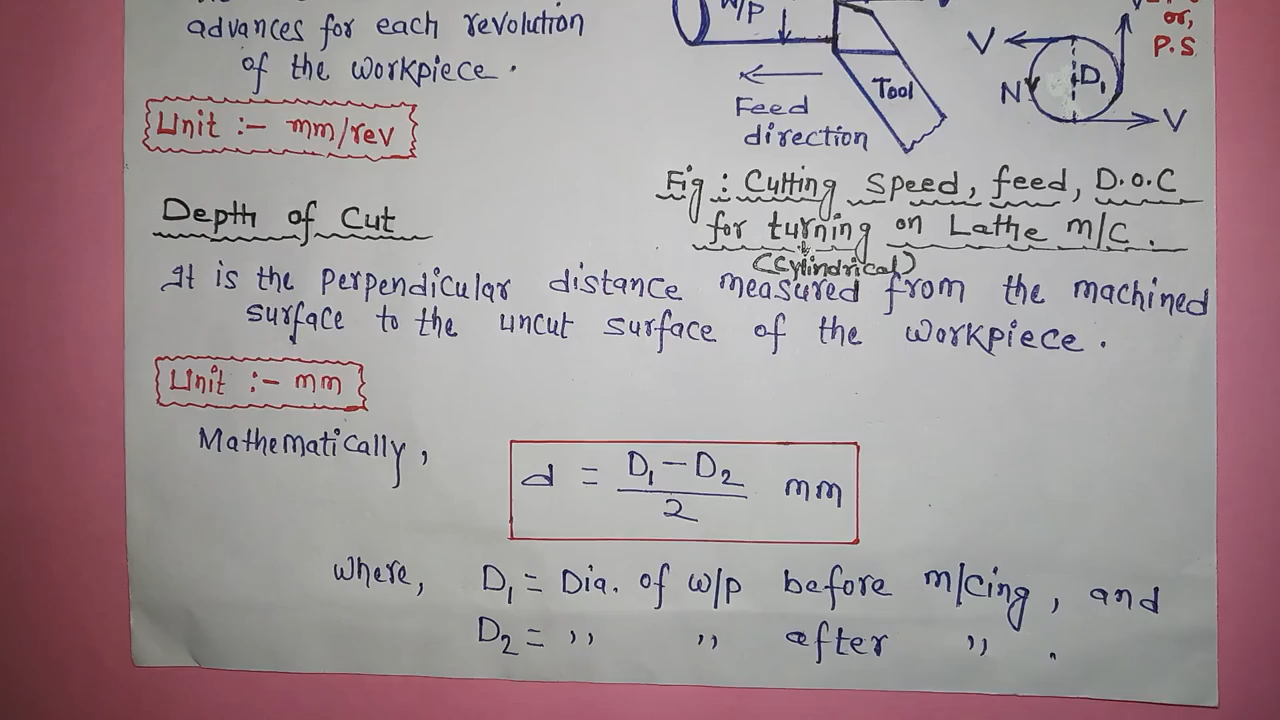 advances for each revolution
of the workpiece.
Unit :- mm/rev
W/P
Tool
Feed
direction
V
N
D1
V
or,
P.S
Fig : Cutting Speed, feed, D.O.C
for turning on Lathe m/c.
(Cylindrical)
Depth of Cut
It is the perpendicular distance measured from the machined
surface to the uncut surface of the workpiece.
Unit :- mm
Mathematically,
d = D1 - D2 / 2 mm
where, D1 = Dia. of w/p before m/cing, and
D2 = ,, ,, after ,, .